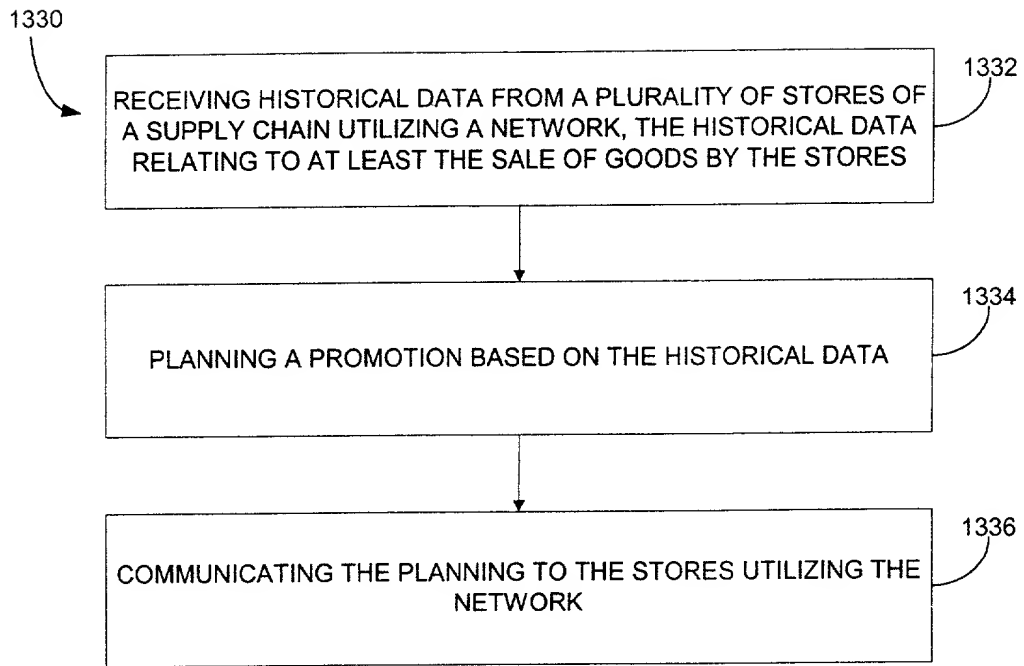 1330
1332
RECEIVING HISTORICAL DATA FROM A PLURALITY OF STORES OF
A SUPPLY CHAIN UTILIZING A NETWORK, THE HISTORICAL DATA
RELATING TO AT LEAST THE SALE OF GOODS BY THE STORES
1334
PLANNING A PROMOTION BASED ON THE HISTORICAL DATA
1336
COMMUNICATING THE PLANNING TO THE STORES UTILIZING THE
NETWORK